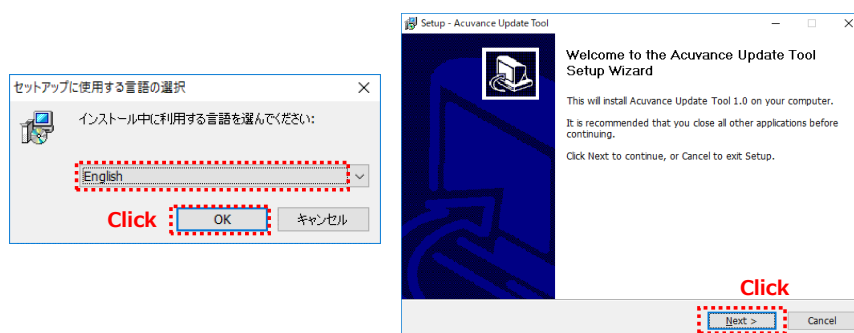 セットアップに使用する言語の選択
インストール中に利用する言語を選んでください:
English
Click
OK
キャンセル
Setup - Acuvance Update Tool
Welcome to the Acuvance Update Tool
Setup Wizard
This will install Acuvance Update Tool 1.0 on your computer.
It is recommended that you close all other applications before
continuing.
Click Next to continue, or Cancel to exit Setup.
Click
Next >
Cancel